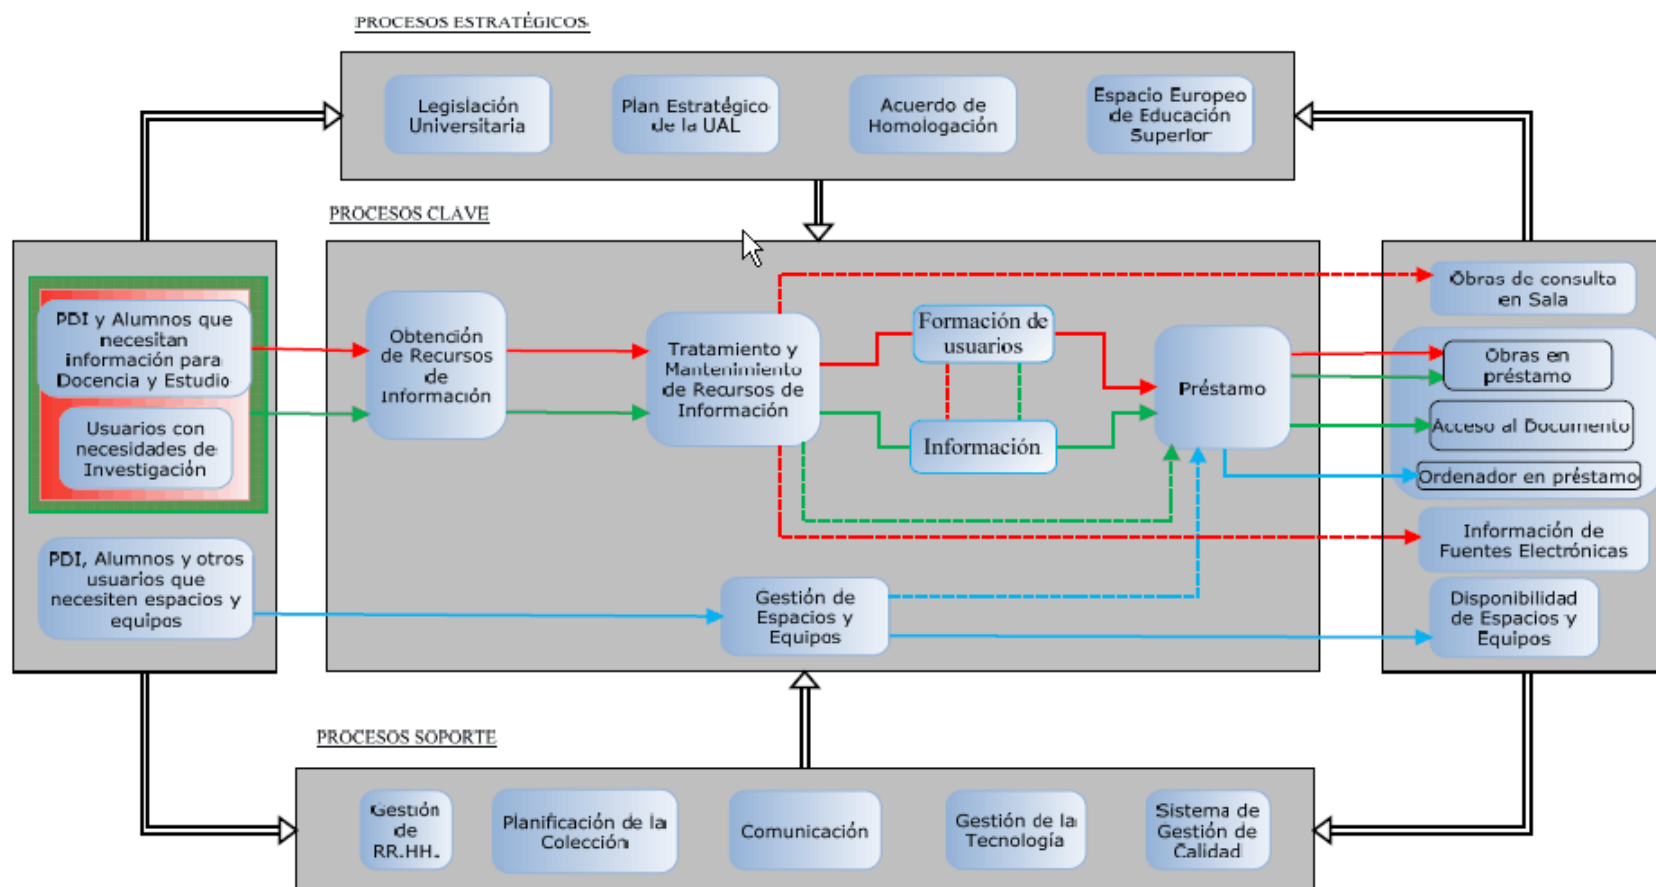 PROCESOS ESTRATÉGICOS
Legislación
Universitaria
Plan Estratégico
de la UAL
Acuerdo de
Homologación
Espacio Europeo
de Educación
Superior
PROCESOS CLAVE
PDI y Alumnos que
necesitan
información para
Docencia y Estudio
Usuarios con
necesidades de
Investigación
PDI, Alumnos y otros
usuarios que
necesiten espacios y
equipos
Obtención
de Recursos
de
Información
Tratamiento y
Mantenimiento
de Recursos de
Información
Formación de
usuarios
Información
Préstamo
Gestión de
Espacios y
Equipos
Obras de consulta
en Sala
Obras en
préstamo
Acceso al Documento
Ordenador en préstamo
Información de
Fuentes Electrónicas
Disponibilidad
de Espacios y
Equipos
PROCESOS SOPORTE
Gestión
de
RR.HH.
Planificación de la
Colección
Comunicación
Gestión de la
Tecnología
Sistema de
Gestión de
Calidad